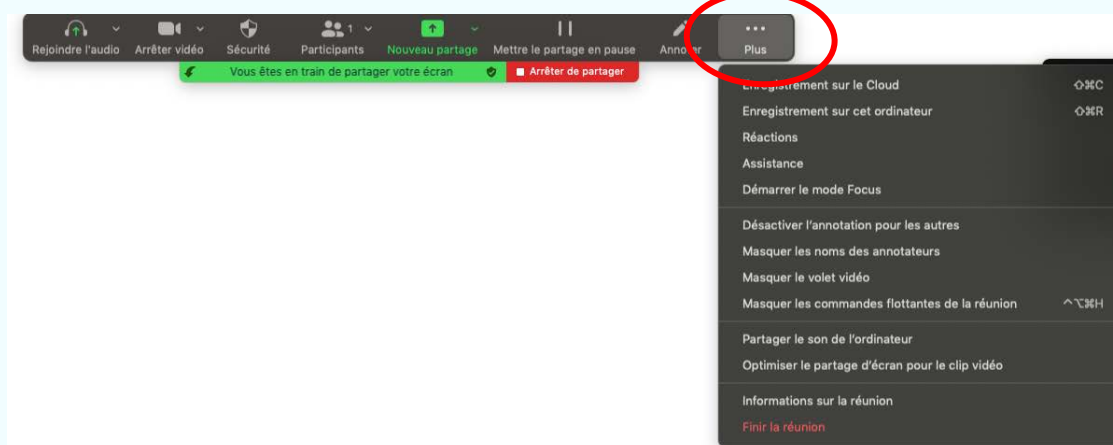 Rejoindre l'audio Arrêter vidéo Sécurité Participants 1 Nouveau partage Mettre le partage en pause Annoter Plus
Vous êtes en train de partager votre écran Arrêter de partager
Enregistrement sur le Cloud ⇧⌘C
Enregistrement sur cet ordinateur ⇧⌘R
Réactions
Assistance
Démarrer le mode Focus
Désactiver l'annotation pour les autres
Masquer les noms des annotateurs
Masquer le volet vidéo
Masquer les commandes flottantes de la réunion ^⌥⌘H
Partager le son de l'ordinateur
Optimiser le partage d'écran pour le clip vidéo
Informations sur la réunion
Finir la réunion